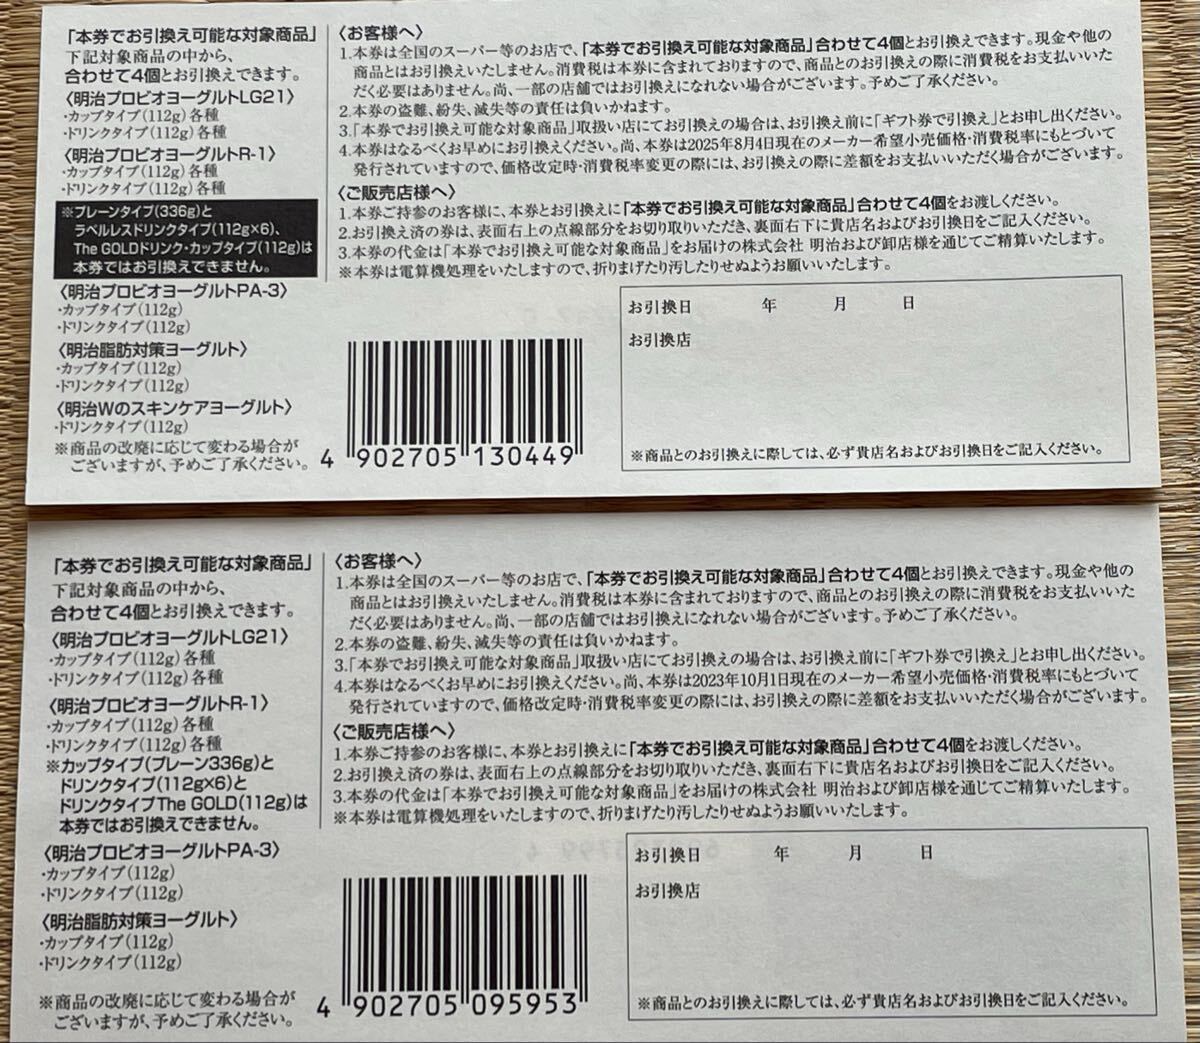 「本券でお引換え可能な対象商品」
下記対象商品の中から、
合わせて4個とお引換えできます。
〈明治プロビオヨーグルトLG21〉
・カップタイプ(112g)各種
・ドリンクタイプ(112g)各種
〈明治プロビオヨーグルトR-1〉
・カップタイプ(112g)各種
・ドリンクタイプ(112g)各種
※プレーンタイプ(336g)と
ラベルレスドリンクタイプ(112g×6)、
The GOLDドリンク・カップタイプ(112g)は
本券ではお引換えできません。
〈明治プロビオヨーグルトPA-3〉
・カップタイプ(112g)
・ドリンクタイプ(112g)
〈明治脂肪対策ヨーグルト〉
・カップタイプ(112g)
・ドリンクタイプ(112g)
〈明治Wのスキンケアヨーグルト〉
・ドリンクタイプ(112g)
※商品の改廃に応じて変わる場合が
ございますが、予めご了承ください。
〈お客様へ〉
1.本券は全国のスーパー等のお店で、「本券でお引換え可能な対象商品」合わせて4個とお引換えできます。現金や他の
商品とはお引換えいたしません。消費税は本券に含まれておりますので、商品とのお引換の際に消費税をお支払いいた
だく必要はありません。尚、一部の店舗ではお引換えになれない場合がございます。予めご了承ください。
2.本券の盗難、紛失、滅失等の責任は負いかねます。
3.「本券でお引換え可能な対象商品」取扱い店にてお引換えの場合は、お引換え前に「ギフト券で引換え」とお申し出ください。
4.本券はなるべくお早めにお引換えください。尚、本券は2025年8月4日現在のメーカー希望小売価格・消費税率にもとづいて
発行されていますので、価格改定時・消費税率変更の際には、お引換えの際に差額をお支払いいただく場合がございます。
〈ご販売店様へ〉
1.本券ご持参のお客様に、本券とお引換えに「本券でお引換え可能な対象商品」合わせて4個をお渡しください。
2.お引換え済の券は、表面右上の点線部分をお切り取りいただき、裏面右下に貴店名およびお引換日をご記入ください。
3.本券の代金は「本券でお引換え可能な対象商品」をお届けの株式会社 明治および卸店様を通じてご精算いたします。
※本券は電算機処理をいたしますので、折りまげたり汚したりせぬようお願いいたします。
4 902705 130449
お引換日 年 月 日
お引換店
※商品とのお引換えに際しては、必ず貴店名およびお引換日をご記入ください。
「本券でお引換え可能な対象商品」
下記対象商品の中から、
合わせて4個とお引換えできます。
〈明治プロビオヨーグルトLG21〉
・カップタイプ(112g)各種
・ドリンクタイプ(112g)各種
〈明治プロビオヨーグルトR-1〉
・カップタイプ(112g)各種
・ドリンクタイプ(112g)各種
※カップタイプ(プレーン336g)と
ドリンクタイプ(112g×6)と
ドリンクタイプThe GOLD(112g)は
本券ではお引換えできません。
〈明治プロビオヨーグルトPA-3〉
・カップタイプ(112g)
・ドリンクタイプ(112g)
〈明治脂肪対策ヨーグルト〉
・カップタイプ(112g)
・ドリンクタイプ(112g)
※商品の改廃に応じて変わる場合が
ございますが、予めご了承ください。
〈お客様へ〉
1.本券は全国のスーパー等のお店で、「本券でお引換え可能な対象商品」合わせて4個とお引換えできます。現金や他の
商品とはお引換えいたしません。消費税は本券に含まれておりますので、商品とのお引換えの際に消費税をお支払いいた
だく必要はありません。尚、一部の店舗ではお引換えになれない場合がございます。予めご了承ください。
2.本券の盗難、紛失、滅失等の責任は負いかねます。
3.「本券でお引換え可能な対象商品」取扱い店にてお引換えの場合は、お引換え前に「ギフト券で引換え」とお申し出ください。
4.本券はなるべくお早めにお引換えください。尚、本券は2023年10月1日現在のメーカー希望小売価格・消費税率にもとづいて
発行されていますので、価格改定時・消費税率変更の際には、お引換えの際に差額をお支払いいただく場合がございます。
〈ご販売店様へ〉
1.本券ご持参のお客様に、本券とお引換えに「本券でお引換え可能な対象商品」合わせて4個をお渡しください。
2.お引換え済の券は、表面右上の点線部分をお切り取りいただき、裏面右下に貴店名およびお引換日をご記入ください。
3.本券の代金は「本券でお引換え可能な対象商品」をお届けの株式会社 明治および卸店様を通じてご精算いたします。
※本券は電算機処理をいたしますので、折りまげたり汚したりせぬようお願いいたします。
4 902705 095953
お引換日 年 月 日
お引換店
※商品とのお引換えに際しては、必ず貴店名およびお引換日をご記入ください。